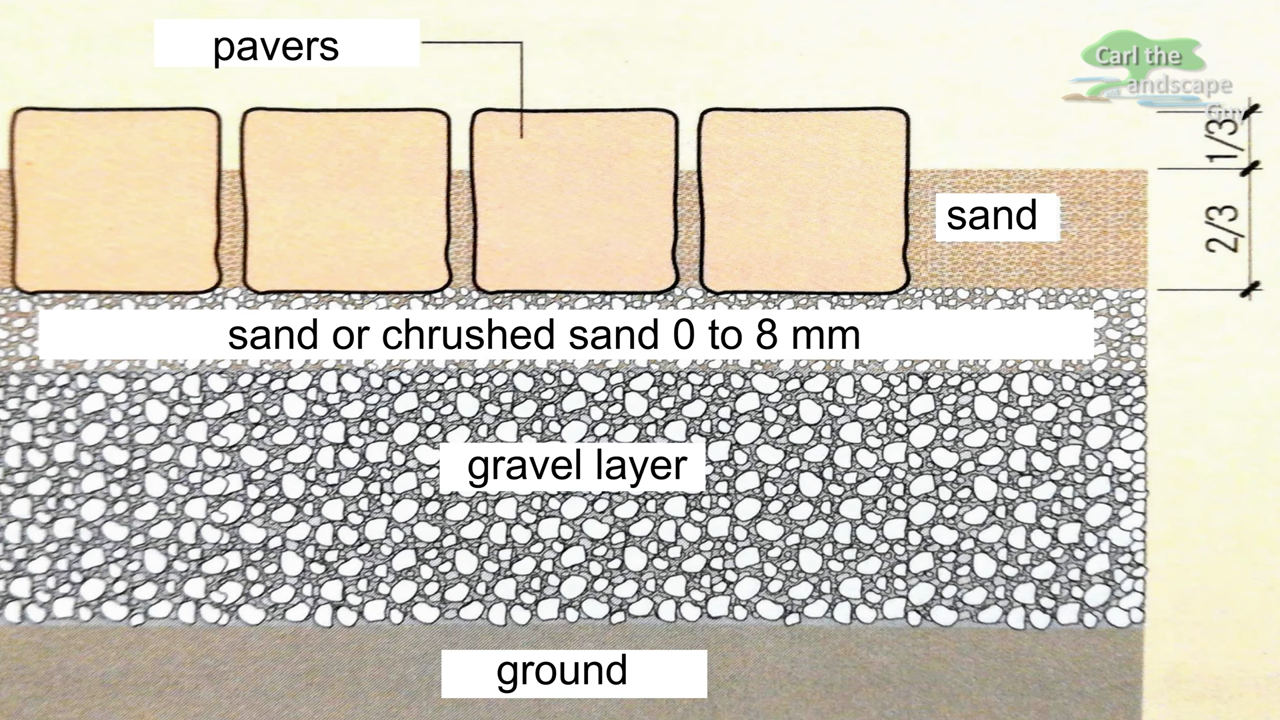 pavers
Carl the
andscape
Guy
1/3
sand
2/3
sand or chrushed sand 0 to 8 mm
gravel layer
ground